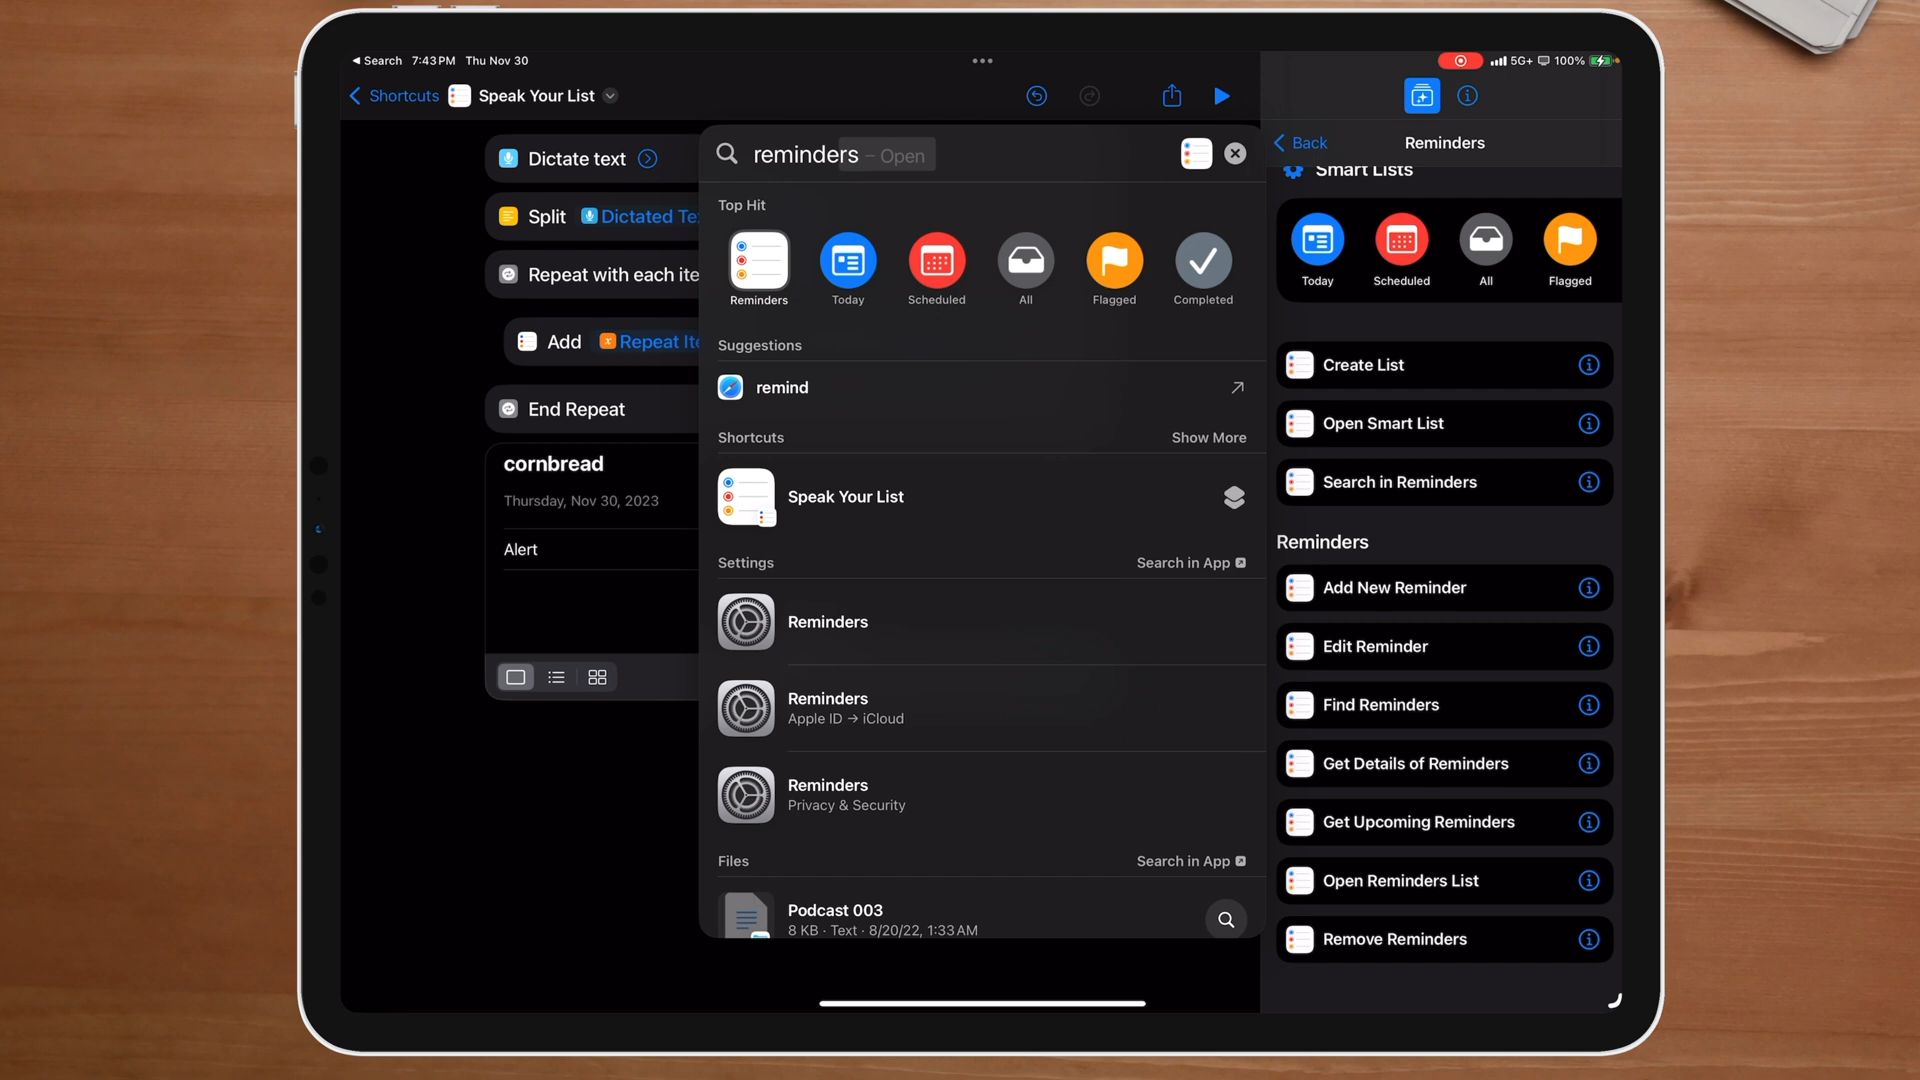 Search 7:43 PM Thu Nov 30
5G+ 100%
Shortcuts Speak Your List
Dictate text
Split Dictated Te
Repeat with each ite
Add Repeat Ite
End Repeat
cornbread
Thursday, Nov 30, 2023
Alert
reminders – Open
Top Hit
Reminders Today Scheduled All Flagged Completed
Suggestions
remind
Shortcuts Show More
Speak Your List
Settings Search in App
Reminders
Reminders
Apple ID → iCloud
Reminders
Privacy & Security
Files Search in App
Podcast 003
8 KB · Text · 8/20/22, 1:33 AM
Back Reminders
Smart Lists
Today Scheduled All Flagged
Create List
Open Smart List
Search in Reminders
Reminders
Add New Reminder
Edit Reminder
Find Reminders
Get Details of Reminders
Get Upcoming Reminders
Open Reminders List
Remove Reminders